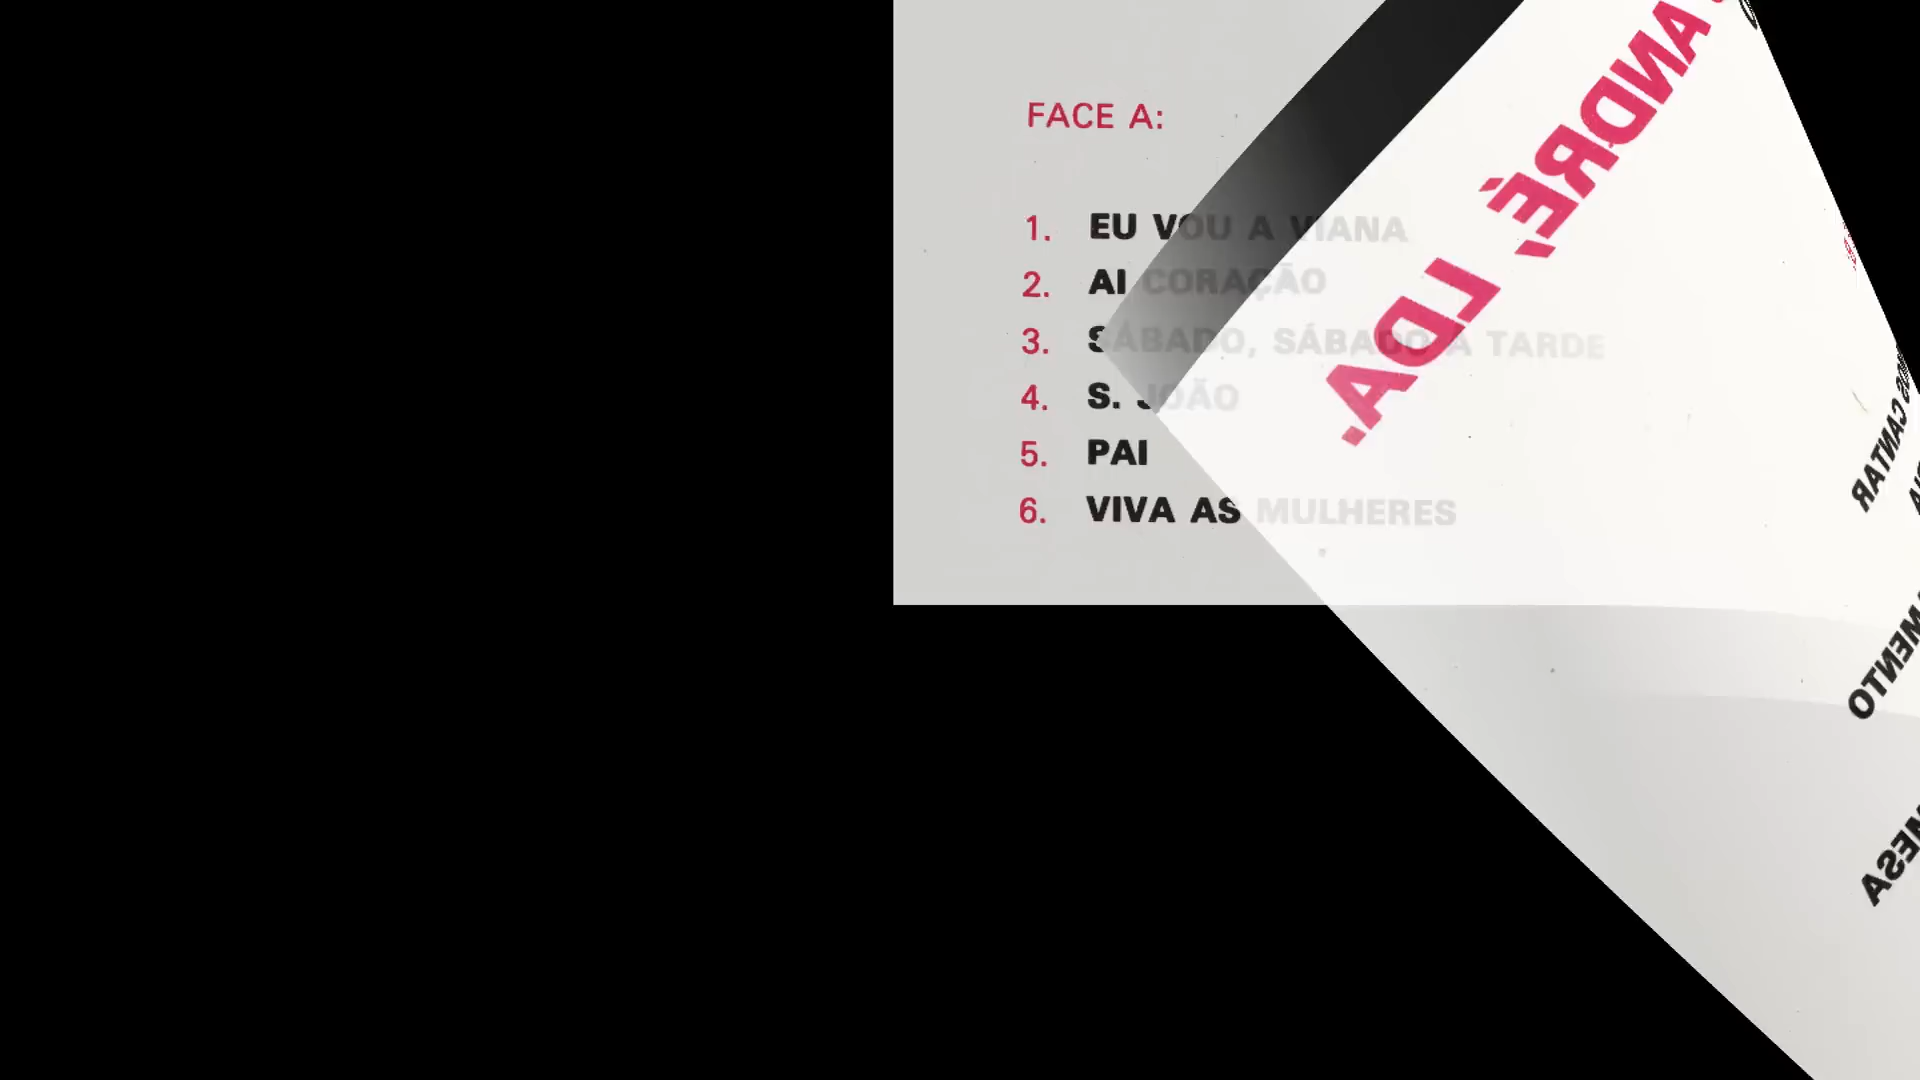 FACE A:
1. EU VOU A VIANA
2. AI CORAÇÃO
3. SÁBADO, SÁBADO À TARDE
4. S. JOÃO
5. PAI
6. VIVA AS MULHERES
ANDRÉ, LDA.
CANTAR